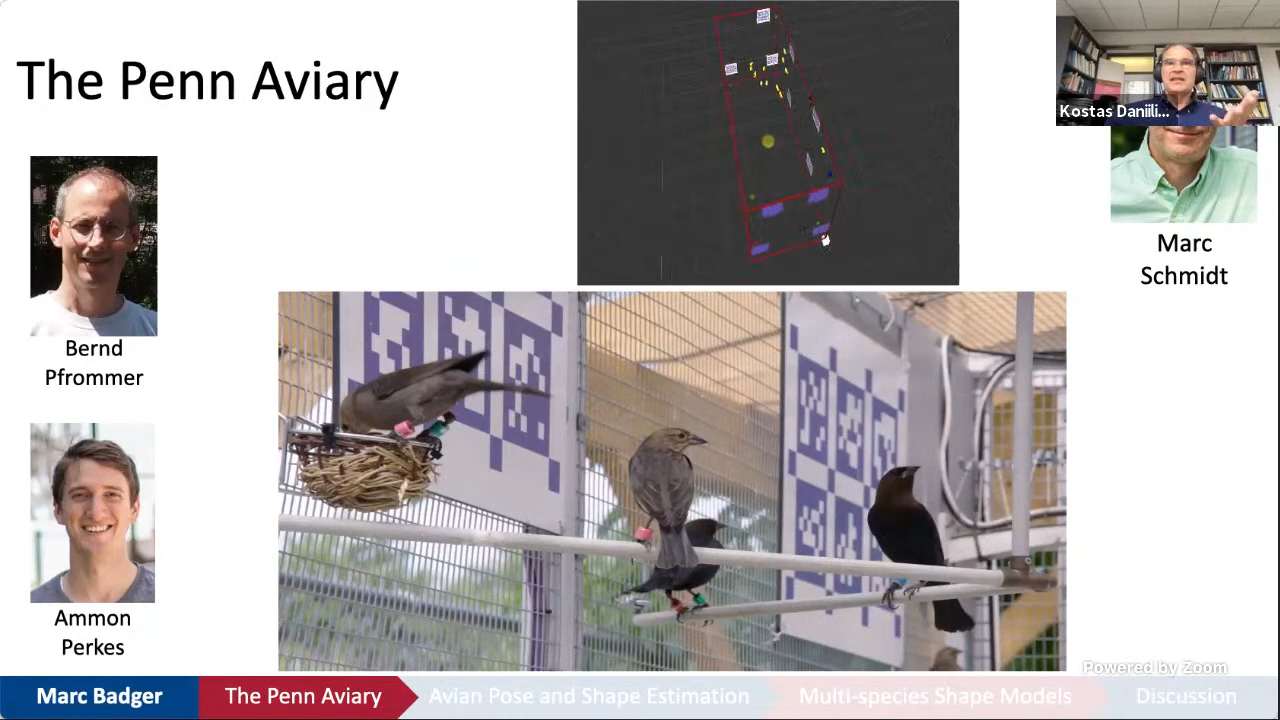 The Penn Aviary
Kostas Daniili...
Marc
Schmidt
Bernd
Pfrommer
Ammon
Perkes
Powered by Zoom
Marc Badger
The Penn Aviary
Avian Pose and Shape Estimation
Multi-species Shape Models
Discussion